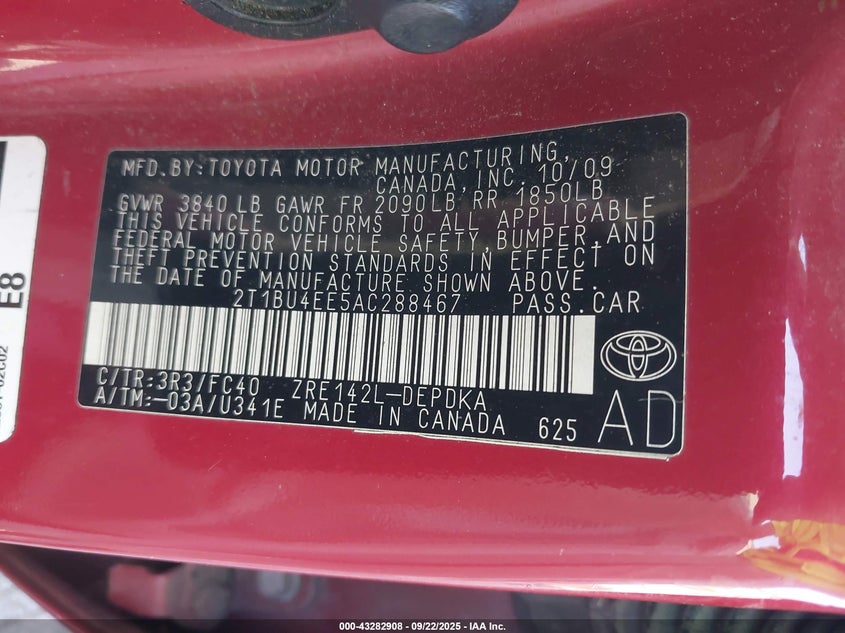 MFD. BY: TOYOTA MOTOR MANUFACTURING,
CANADA, INC. 10/09
GVWR 3840 LB GAWR FR 2090 LB RR 1850LB
THIS VEHICLE CONFORMS TO ALL APPLICABLE
FEDERAL MOTOR VEHICLE SAFETY, BUMPER, AND
THEFT PREVENTION STANDARDS IN EFFECT ON
THE DATE OF MANUFACTURE SHOWN ABOVE.
2T1BU4EE5AC288467 PASS.CAR
C/TR:3R3/FC40 ZRE142L-DEPDKA
A/TM:-03A/U341E MADE IN CANADA 625
AD
E8
000-43282908 - 09/22/2025 - IAA Inc.